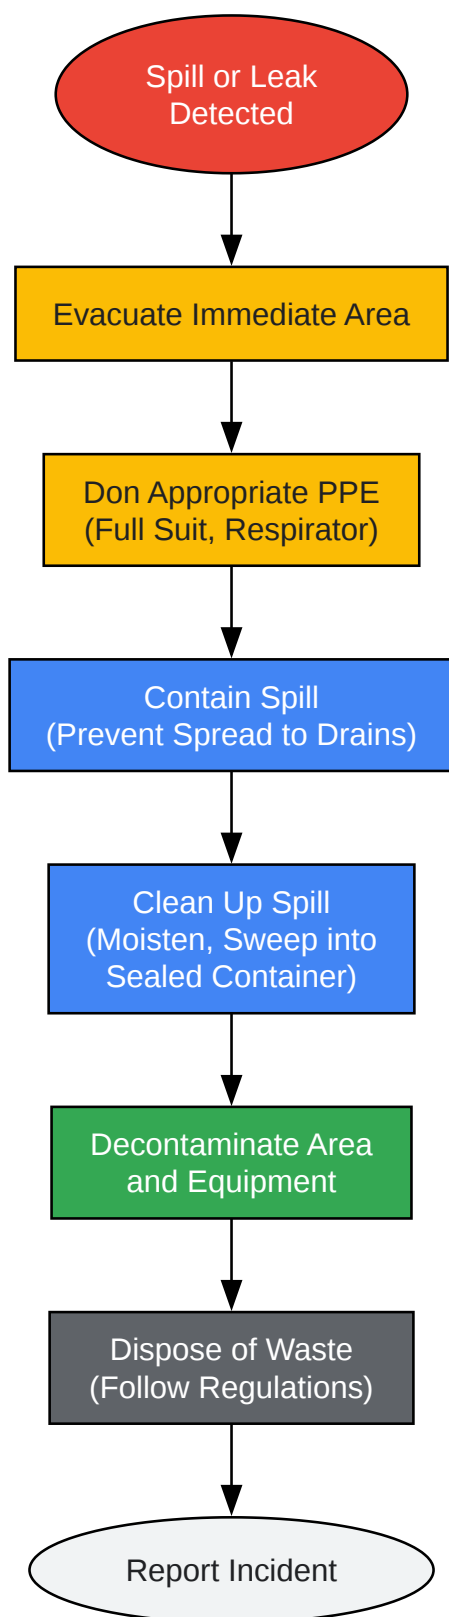 Spill or Leak
Detected
Evacuate Immediate Area
Don Appropriate PPE
(Full Suit, Respirator)
Contain Spill
(Prevent Spread to Drains)
Clean Up Spill
(Moisten, Sweep into
Sealed Container)
Decontaminate Area
and Equipment
Dispose of Waste
(Follow Regulations)
Report Incident